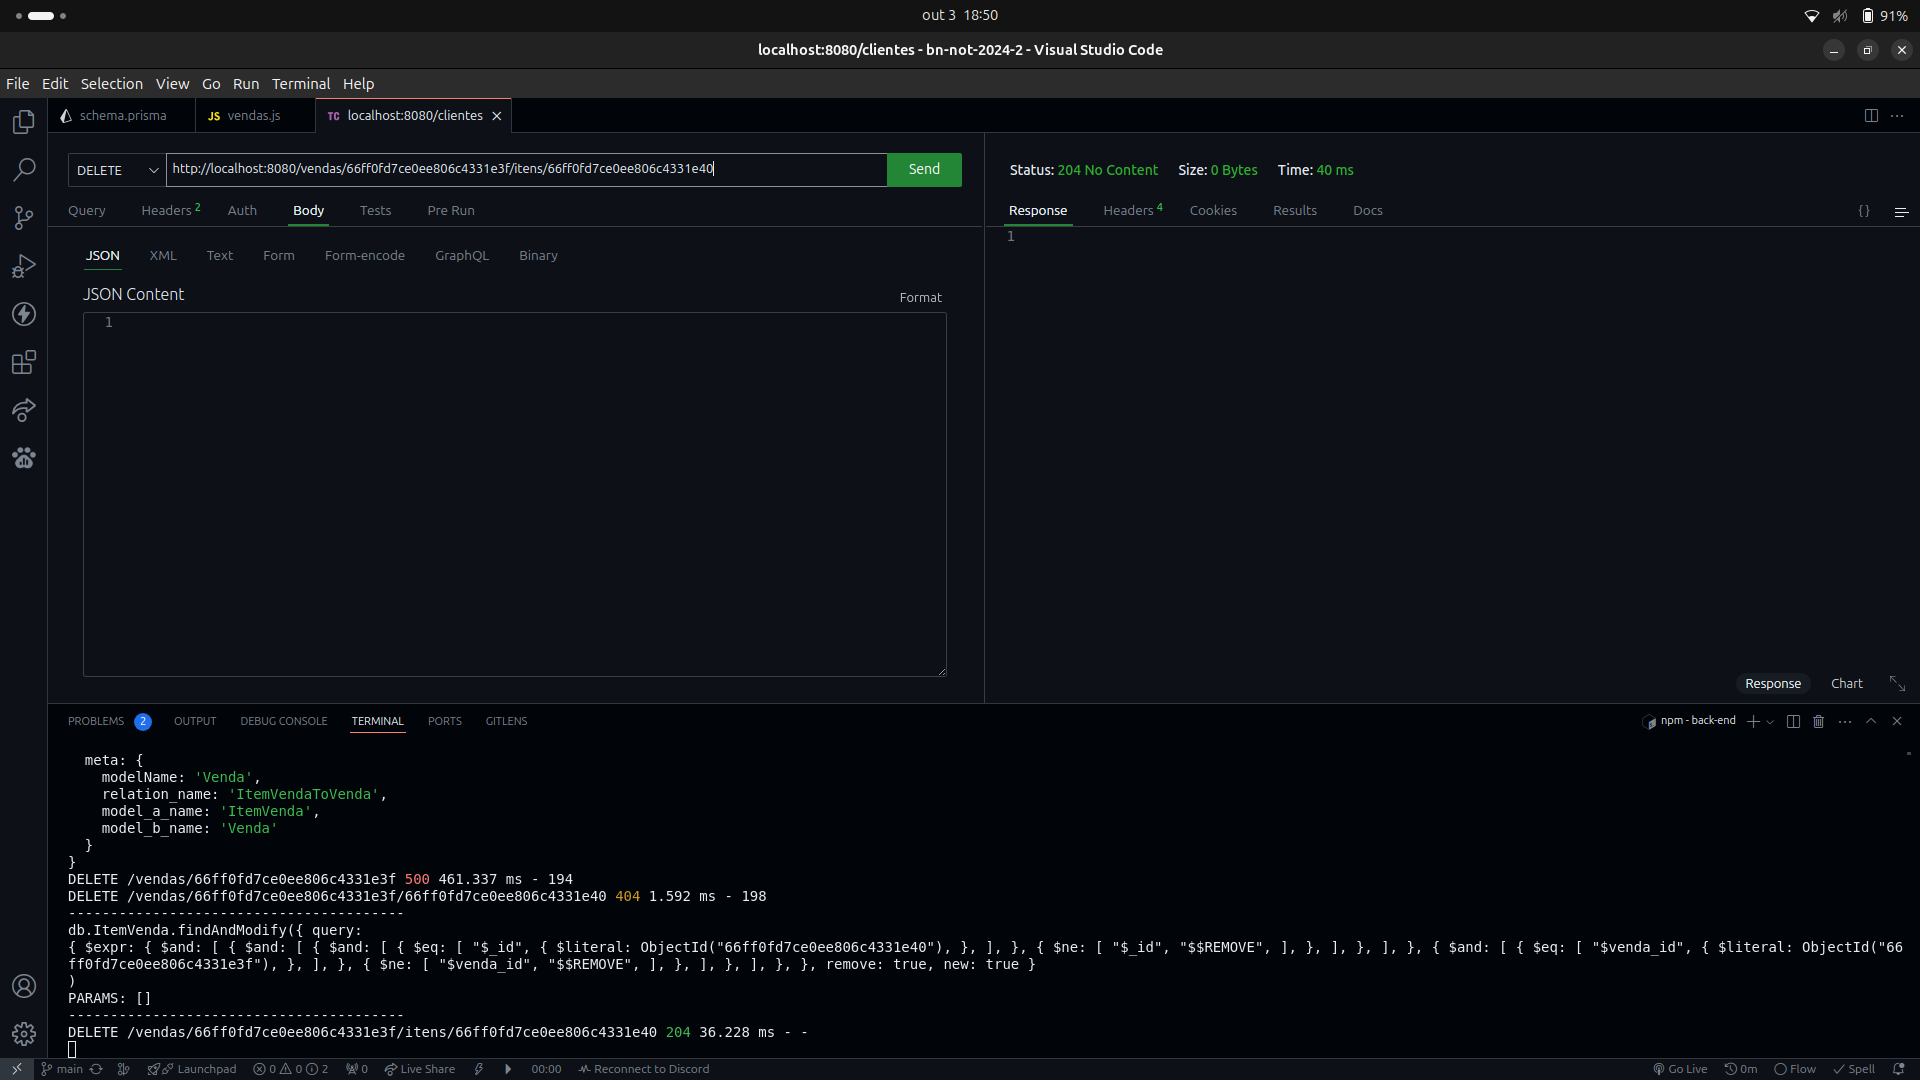 out 3 18:50
91%
localhost:8080/clientes - bn-not-2024-2 - Visual Studio Code
File Edit Selection View Go Run Terminal Help
schema.prisma
JS vendas.js
TC localhost:8080/clientes
DELETE http://localhost:8080/vendas/66ff0fd7ce0ee806c4331e3f/itens/66ff0fd7ce0ee806c4331e40 Send
Status: 204 No Content Size: 0 Bytes Time: 40 ms
Query Headers 2 Auth Body Tests Pre Run
Response Headers 4 Cookies Results Docs {}
1
JSON XML Text Form Form-encode GraphQL Binary
JSON Content Format
1
Response Chart
PROBLEMS 2 OUTPUT DEBUG CONSOLE TERMINAL PORTS GITLENS
npm - back-end
meta: {
modelName: 'Venda',
relation_name: 'ItemVendaToVenda',
model_a_name: 'ItemVenda',
model_b_name: 'Venda'
}
}
DELETE /vendas/66ff0fd7ce0ee806c4331e3f 500 461.337 ms - 194
DELETE /vendas/66ff0fd7ce0ee806c4331e3f/66ff0fd7ce0ee806c4331e40 404 1.592 ms - 198
----------------------------------------
db.ItemVenda.findAndModify({ query:
{ $expr: { $and: [ { $and: [ { $and: [ { $eq: [ "$_id", { $literal: ObjectId("66ff0fd7ce0ee806c4331e40"), }, ], }, { $ne: [ "$_id", "$$REMOVE", ], }, ], }, ], }, { $and: [ { $eq: [ "$venda_id", { $literal: ObjectId("66
ff0fd7ce0ee806c4331e3f"), }, ], }, { $ne: [ "$venda_id", "$$REMOVE", ], }, ], }, ], }, }, remove: true, new: true }
)
PARAMS: []
----------------------------------------
DELETE /vendas/66ff0fd7ce0ee806c4331e3f/itens/66ff0fd7ce0ee806c4331e40 204 36.228 ms - -
main Launchpad 0 0 2 0 Live Share 00:00 Reconnect to Discord
Go Live 0m Flow Spell